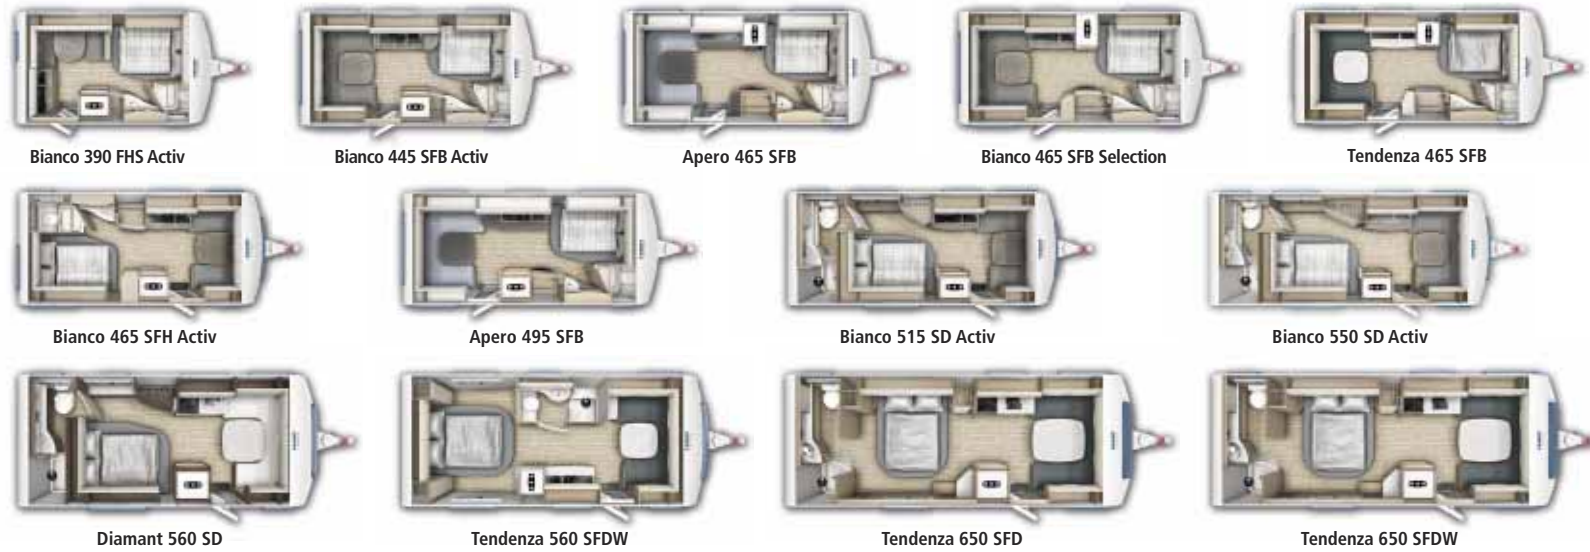 Bianco 390 FHS Activ
Bianco 445 SFB Activ
Apero 465 SFB
Bianco 465 SFB Selection
Tendenza 465 SFB
Bianco 465 SFH Activ
Apero 495 SFB
Bianco 515 SD Activ
Bianco 550 SD Activ
Diamant 560 SD
Tendenza 560 SFDW
Tendenza 650 SFD
Tendenza 650 SFDW